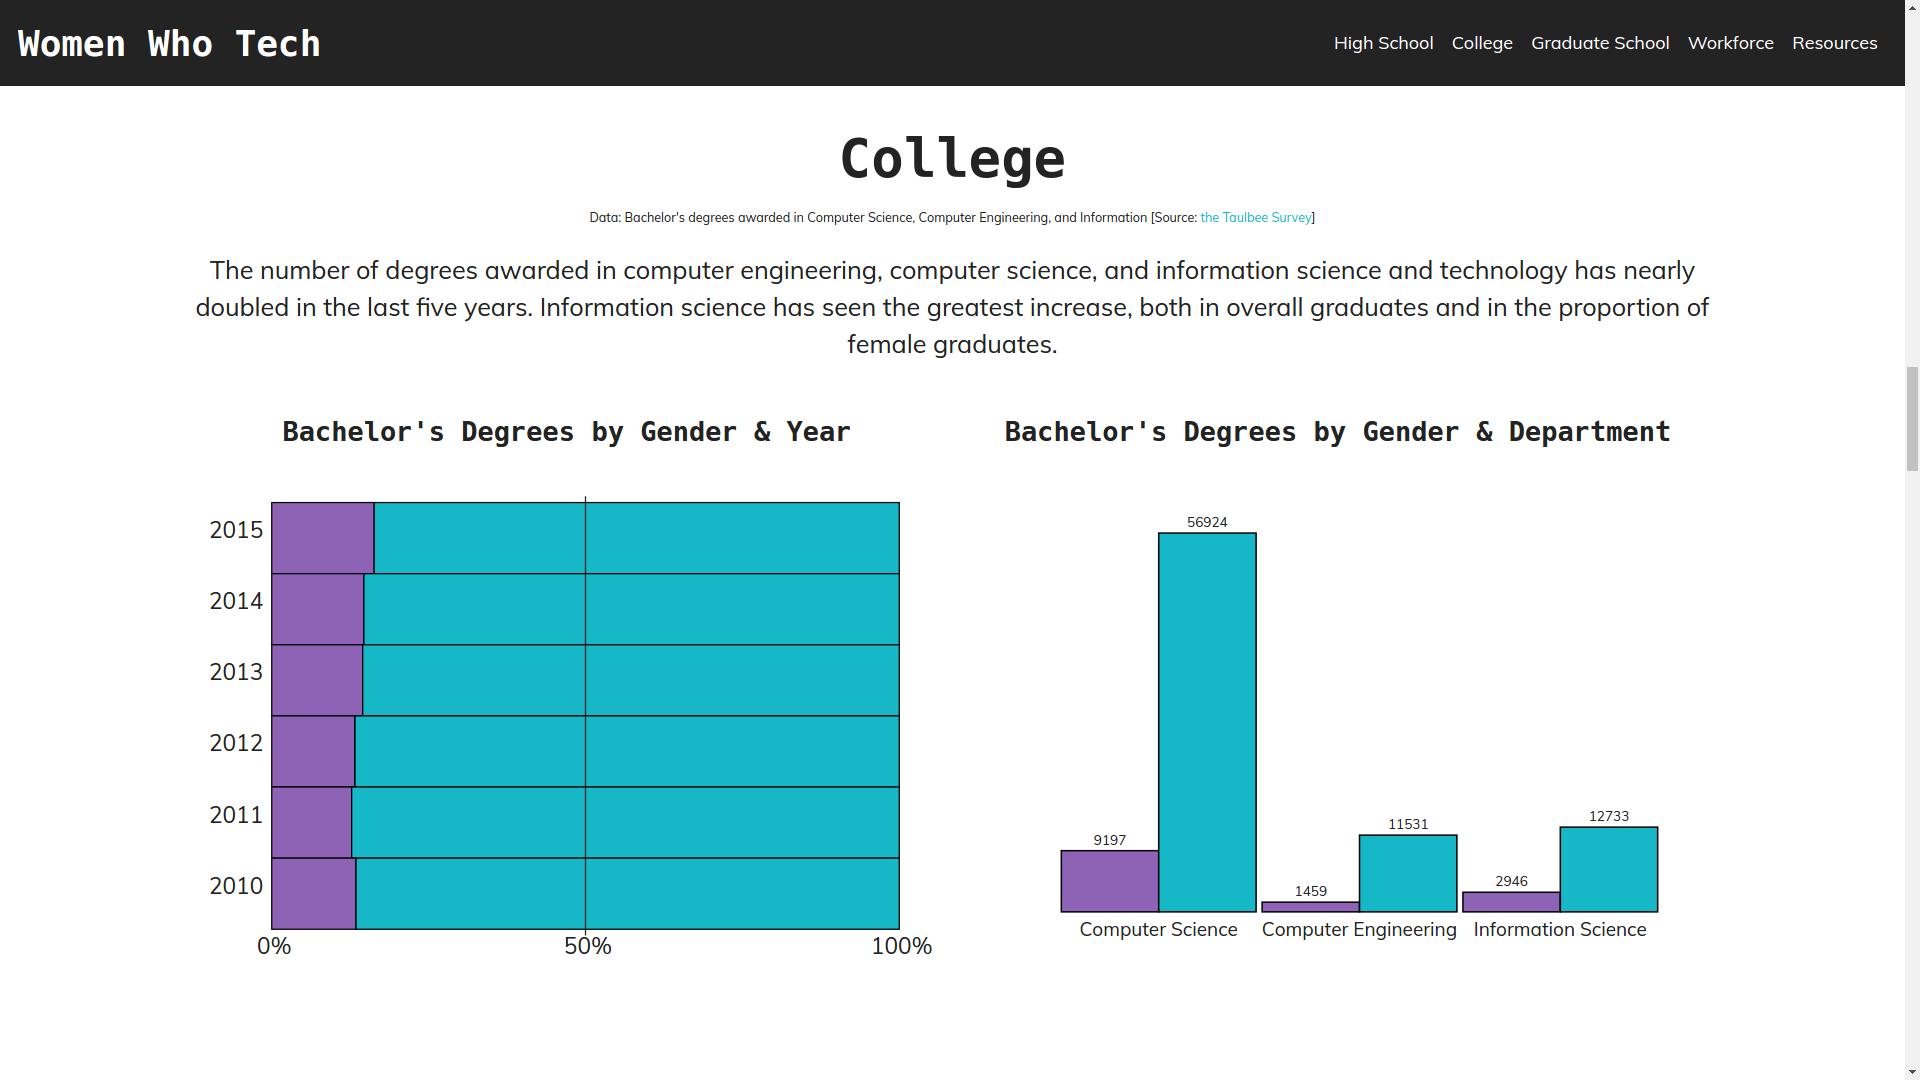 Women Who Tech
High School College Graduate School Workforce Resources
College
Data: Bachelor's degrees awarded in Computer Science, Computer Engineering, and Information [Source: the Taulbee Survey]
The number of degrees awarded in computer engineering, computer science, and information science and technology has nearly
doubled in the last five years. Information science has seen the greatest increase, both in overall graduates and in the proportion of
female graduates.
Bachelor's Degrees by Gender & Year
2015
2014
2013
2012
2011
2010
0% 50% 100%
Bachelor's Degrees by Gender & Department
56924
9197
11531
1459
12733
2946
Computer Science Computer Engineering Information Science